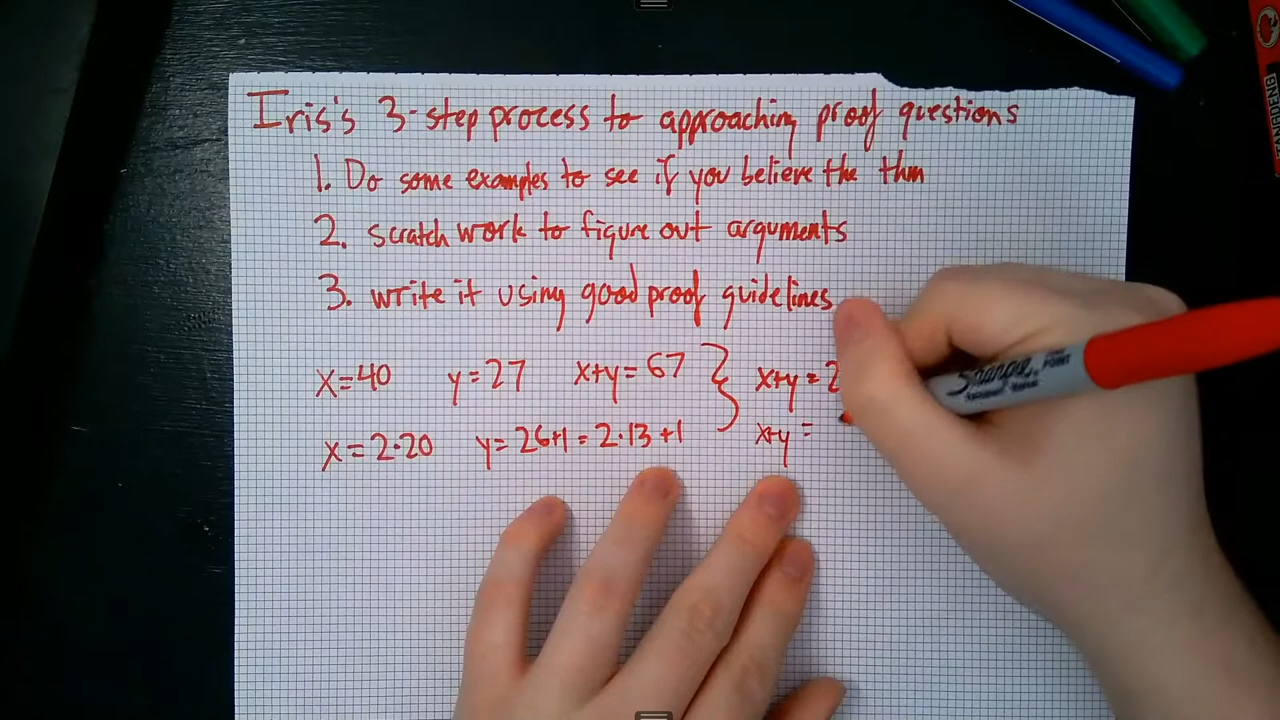 Iris's 3-step process to approaching proof questions
1. Do some examples to see if you believe the thm
2. scratch work to figure out arguments
3. write it using good proof guidelines
x=40 y=27 x+y=67 } x+y=2
x=2·20 y=26+1=2·13+1 x+y=
Sharpie